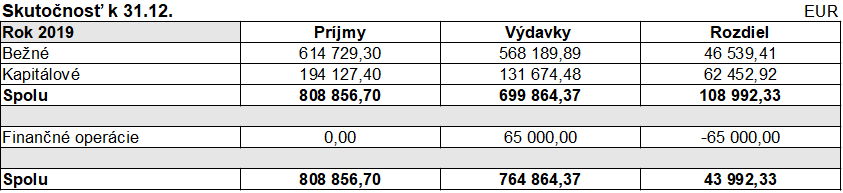 Skutočnosť k 31.12. EUR
Rok 2019 Príjmy Výdavky Rozdiel
Bežné 614 729,30 568 189,89 46 539,41
Kapitálové 194 127,40 131 674,48 62 452,92
Spolu 808 856,70 699 864,37 108 992,33
Finančné operácie 0,00 65 000,00 -65 000,00
Spolu 808 856,70 764 864,37 43 992,33